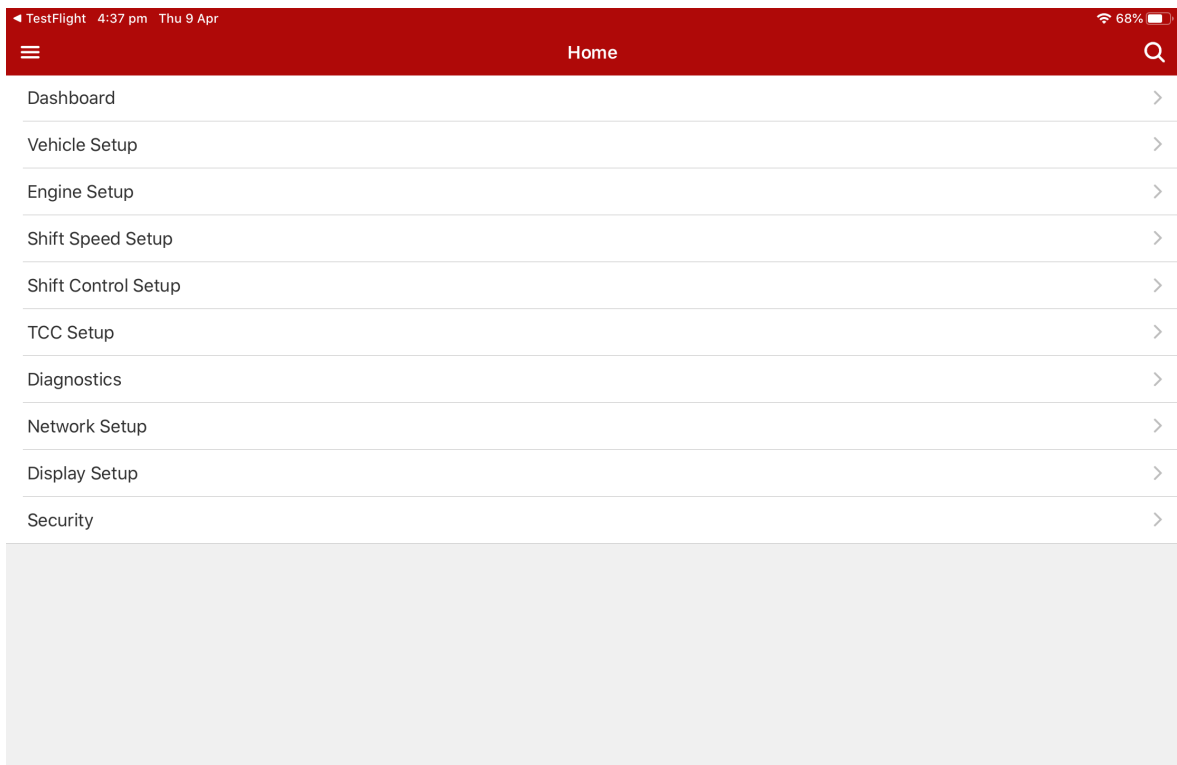 ◀ TestFlight 4:37 pm Thu 9 Apr 68%
Home
Dashboard
Vehicle Setup
Engine Setup
Shift Speed Setup
Shift Control Setup
TCC Setup
Diagnostics
Network Setup
Display Setup
Security